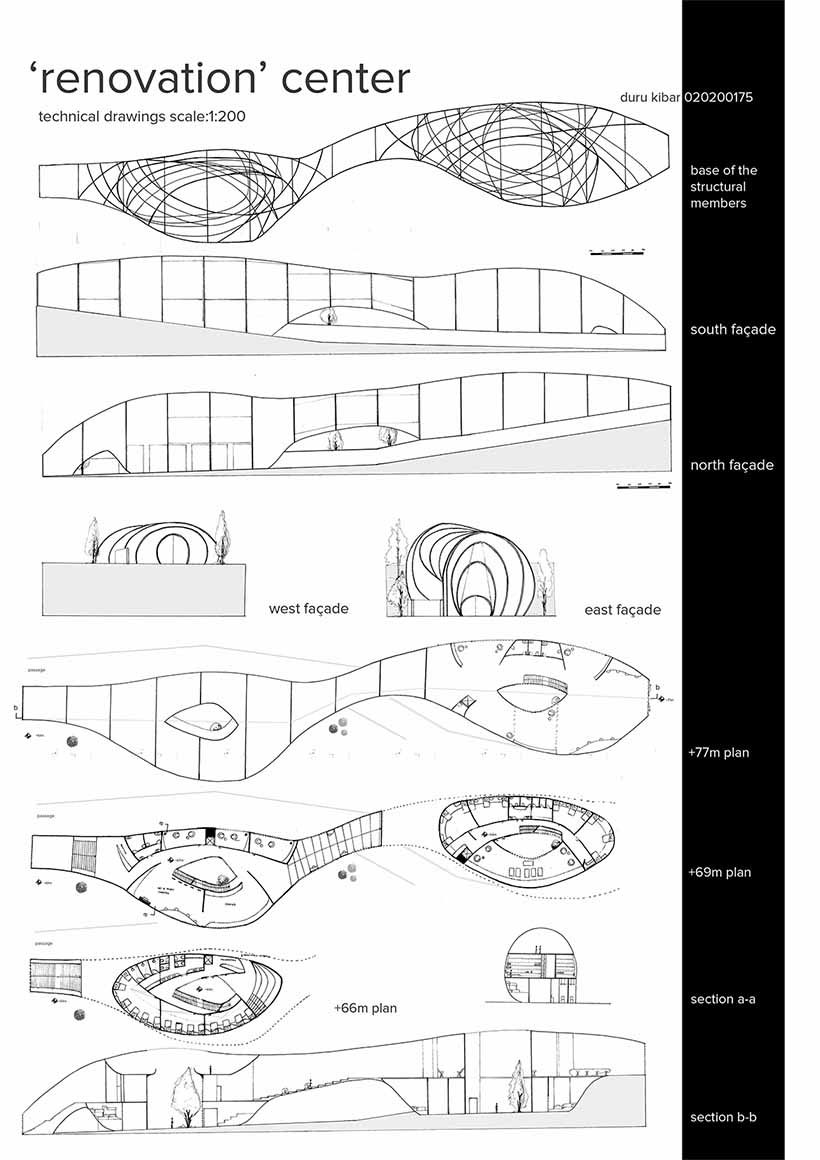 ‘renovation’ center
duru kibar 020200175
technical drawings scale:1:200
base of the
structural
members
south façade
north façade
west façade
east façade
passage
b
b
+77m plan
passage
+69m plan
passage
+66m plan
section a-a
section b-b